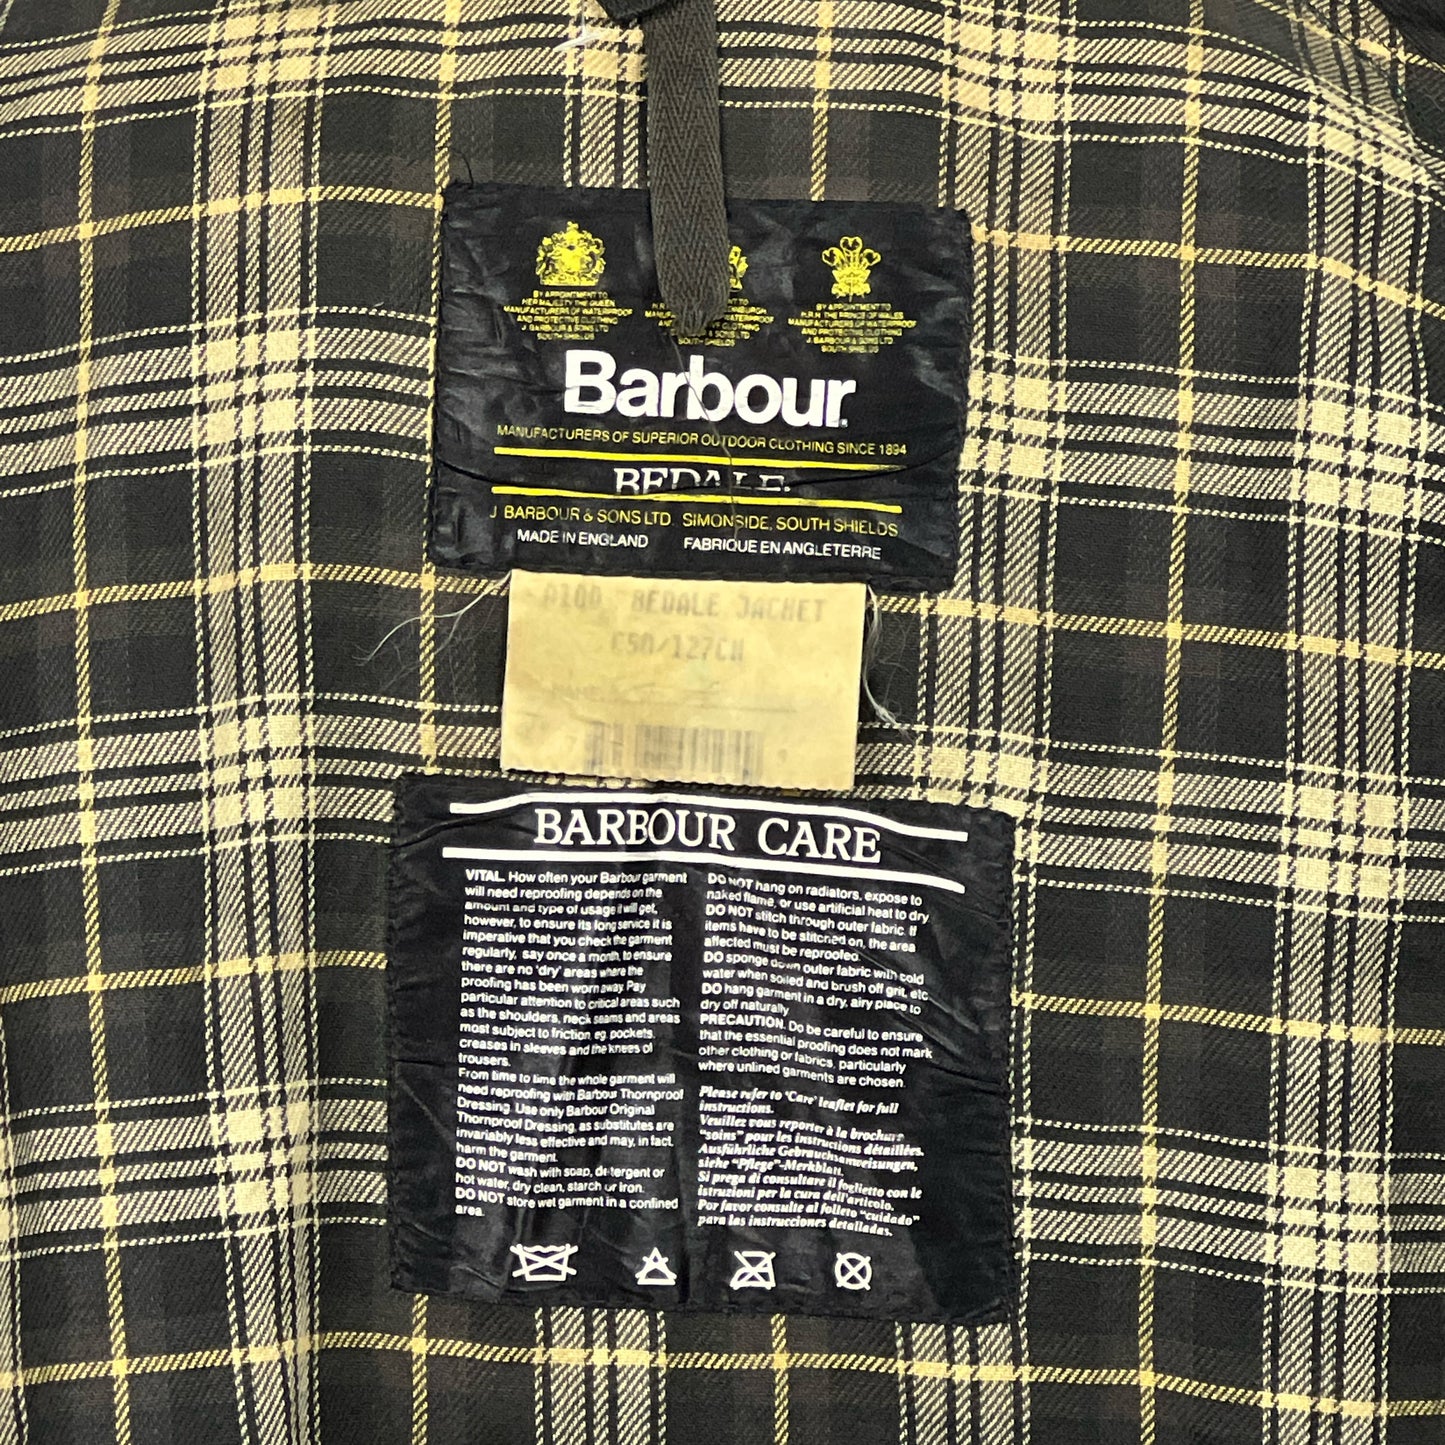 BY APPOINTMENT TO
HER MAJESTY THE QUEEN
MANUFACTURERS OF WATERPROOF
AND PROTECTIVE CLOTHING
J. BARBOUR & SONS LTD
SOUTH SHIELDS
SOUTH SHIELDS
BY APPOINTMENT TO
H.R.H. THE PRINCE OF WALES
MANUFACTURERS OF WATERPROOF
AND PROTECTIVE CLOTHING
J. BARBOUR & SONS LTD
SOUTH SHIELDS
Barbour
MANUFACTURERS OF SUPERIOR OUTDOOR CLOTHING SINCE 1894
BEDALE.
J. BARBOUR & SONS LTD. SIMONSIDE, SOUTH SHIELDS
MADE IN ENGLAND FABRIQUE EN ANGLETERRE
A100 BEDALE JACKET
C50/127CM
NAME
BARBOUR CARE
VITAL. How often your Barbour garment
will need reproofing depends on the
amount and type of usage it will get,
however, to ensure its long service it is
imperative that you check the garment
regularly, say once a month, to ensure
there are no 'dry' areas where the
proofing has been worn away. Pay
particular attention to critical areas such
as the shoulders, neck seams and areas
most subject to friction eg. pockets,
creases in sleeves and the knees of
trousers.
From time to time the whole garment will
need reproofing with Barbour Thornproof
Dressing. Use only Barbour Original
Thornproof Dressing, as substitutes are
invariably less effective and may, in fact,
harm the garment.
DO NOT wash with soap, detergent or
hot water, dry clean, starch or iron.
DO NOT store wet garment in a confined
area.
DO NOT hang on radiators, expose to
naked flame, or use artificial heat to dry
DO NOT stitch through outer fabric. If
items have to be stitched on, the area
affected must be reproofed.
DO sponge down outer fabric with cold
water when soiled and brush off grit, etc
DO hang garment in a dry, airy place to
dry off naturally
PRECAUTION. Do be careful to ensure
that the essential proofing does not mark
other clothing or fabrics, particularly
where unlined garments are chosen.
Please refer to 'Care' leaflet for full
instructions.
Veuillez vous reporter à la brochure
"soins" pour les instructions détaillées.
Ausführliche Gebrauchsanweisungen,
siehe "Pflege"-Merkblatt.
Si prega di consultare il foglietto con le
istruzioni per la cura dell'articolo.
Por favor consulte al folleto "cuidado"
para las instrucciones detalladas.